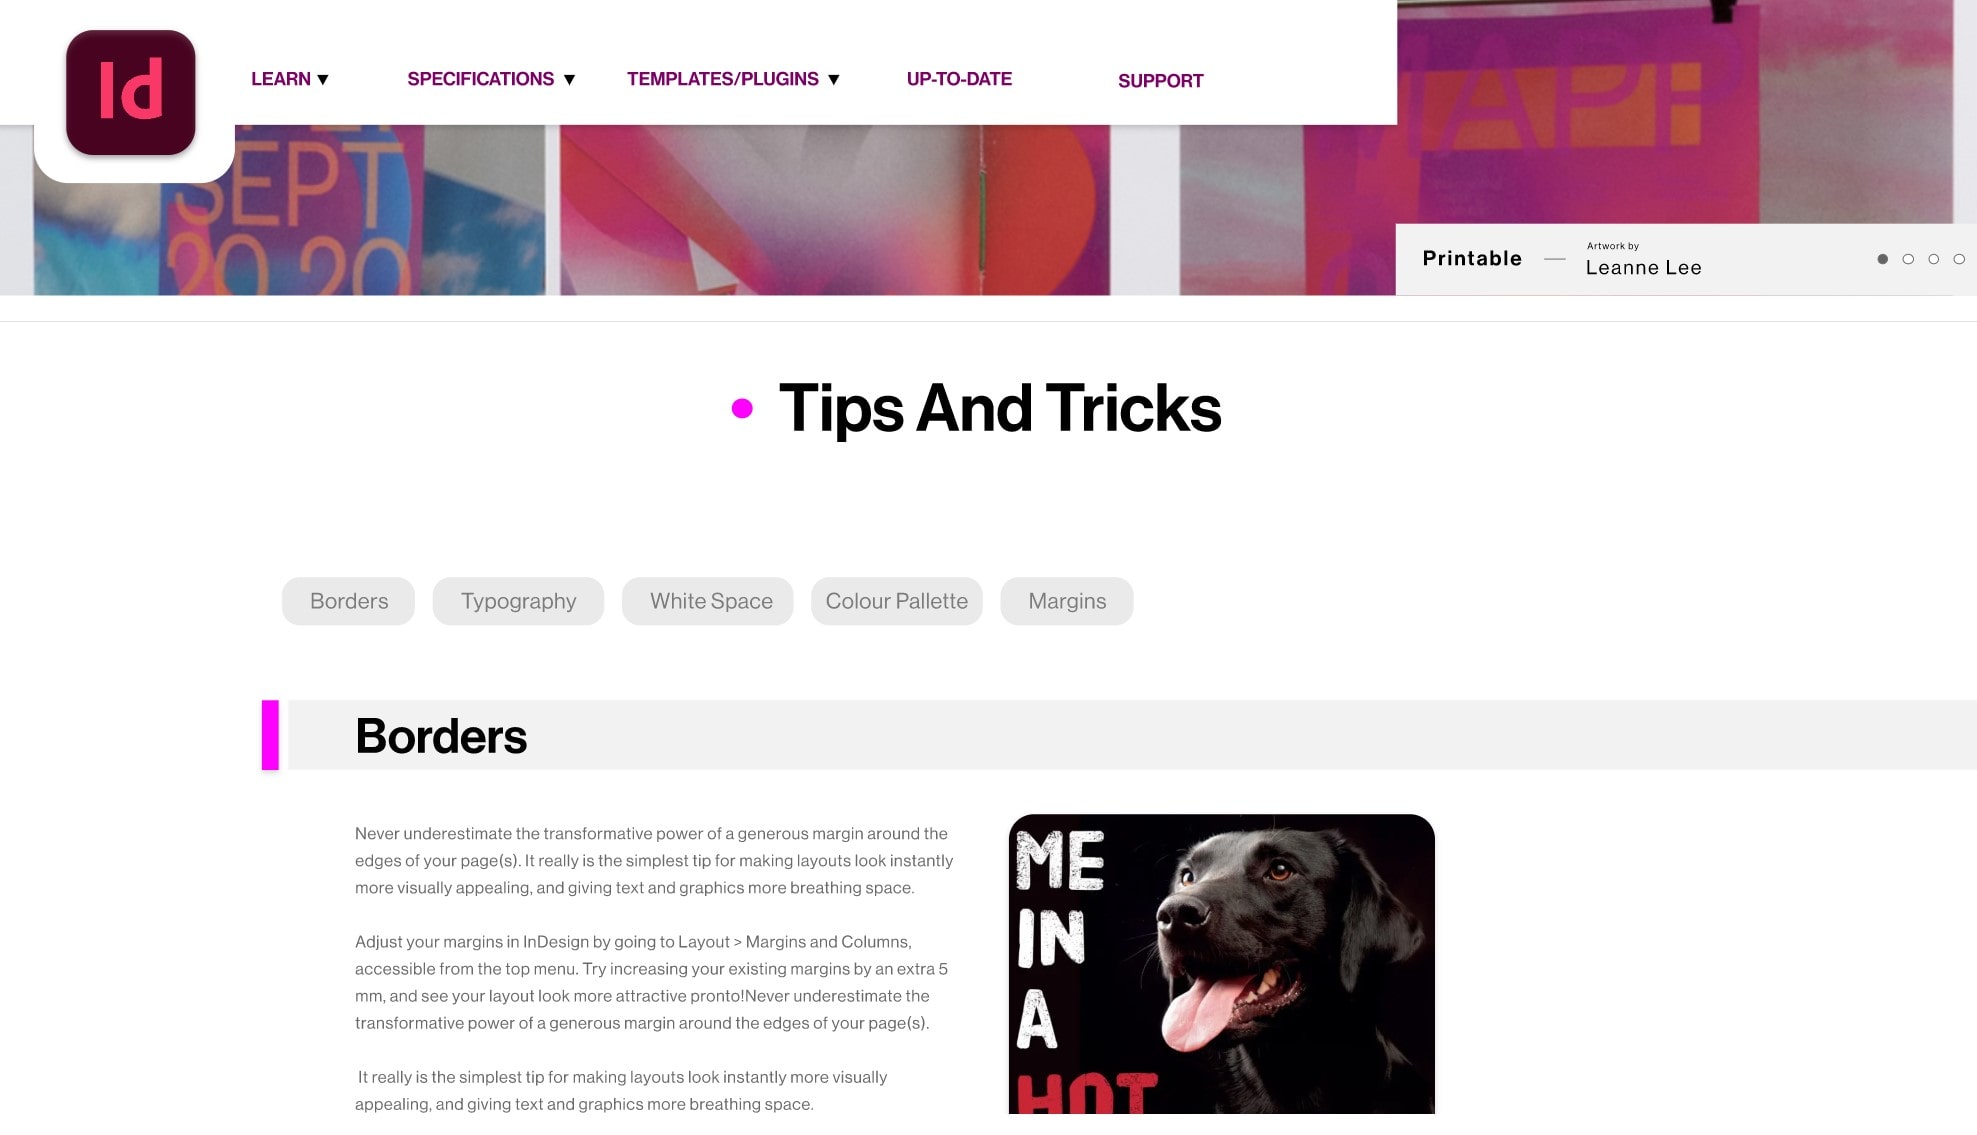 Id
LEARN ▼
SPECIFICATIONS ▼
TEMPLATES/PLUGINS ▼
UP-TO-DATE
SUPPORT
SEPT
20 20
Printable — Artwork by
Leanne Lee
Tips And Tricks
Borders
Typography
White Space
Colour Pallette
Margins
Borders
Never underestimate the transformative power of a generous margin around the
edges of your page(s). It really is the simplest tip for making layouts look instantly
more visually appealing, and giving text and graphics more breathing space.
Adjust your margins in InDesign by going to Layout > Margins and Columns,
accessible from the top menu. Try increasing your existing margins by an extra 5
mm, and see your layout look more attractive pronto!Never underestimate the
transformative power of a generous margin around the edges of your page(s).
It really is the simplest tip for making layouts look instantly more visually
appealing, and giving text and graphics more breathing space.
ME
IN
A
HOT